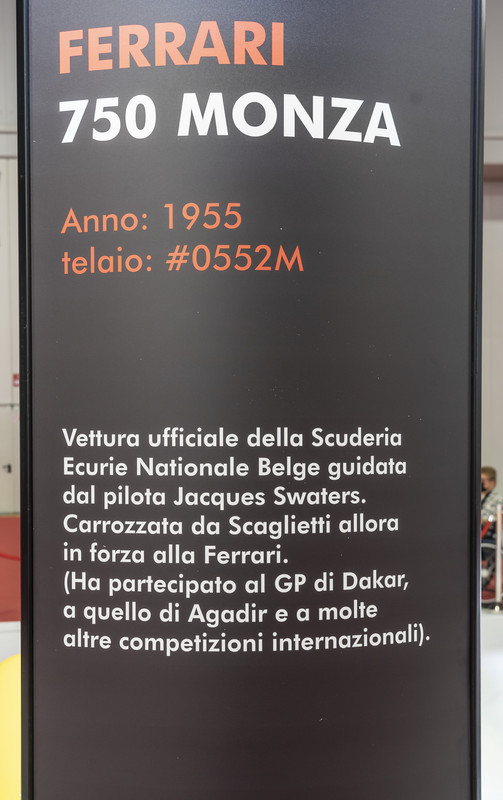 FERRARI
750 MONZA
Anno: 1955
telaio: #0552M
Vettura ufficiale della Scuderia
Ecurie Nationale Belge guidata
dal pilota Jacques Swaters.
Carrozzata da Scaglietti allora
in forza alla Ferrari.
(Ha partecipato al GP di Dakar,
a quello di Agadir e a molte
altre competizioni internazionali).